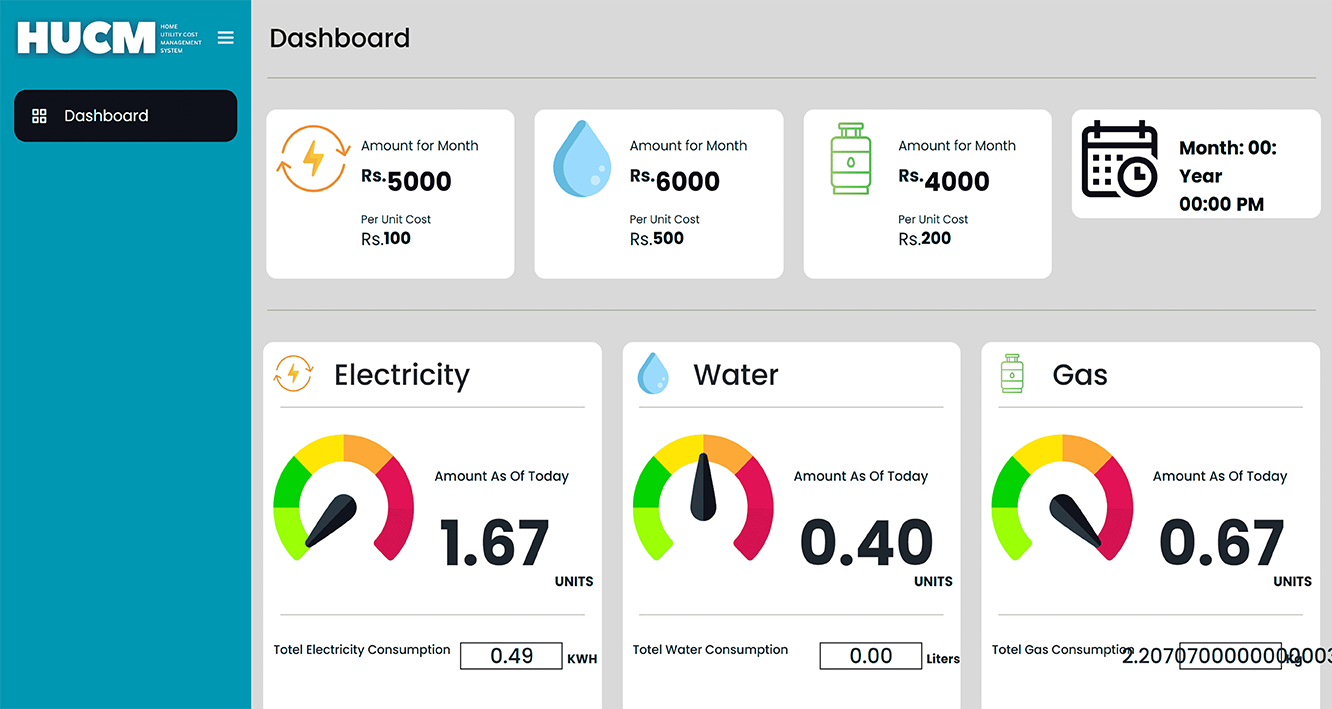 HUCM
HOME
UTILITY COST
MANAGEMENT
SYSTEM
Dashboard
Dashboard
Amount for Month
Rs.5000
Per Unit Cost
Rs.100
Amount for Month
Rs.6000
Per Unit Cost
Rs.500
Amount for Month
Rs.4000
Per Unit Cost
Rs.200
Month: 00:
Year
00:00 PM
Electricity
Amount As Of Today
1.67
UNITS
Totel Electricity Consumption
0.49
KWH
Water
Amount As Of Today
0.40
UNITS
Totel Water Consumption
0.00
Liters
Gas
Amount As Of Today
0.67
UNITS
Totel Gas Consumption
Kg